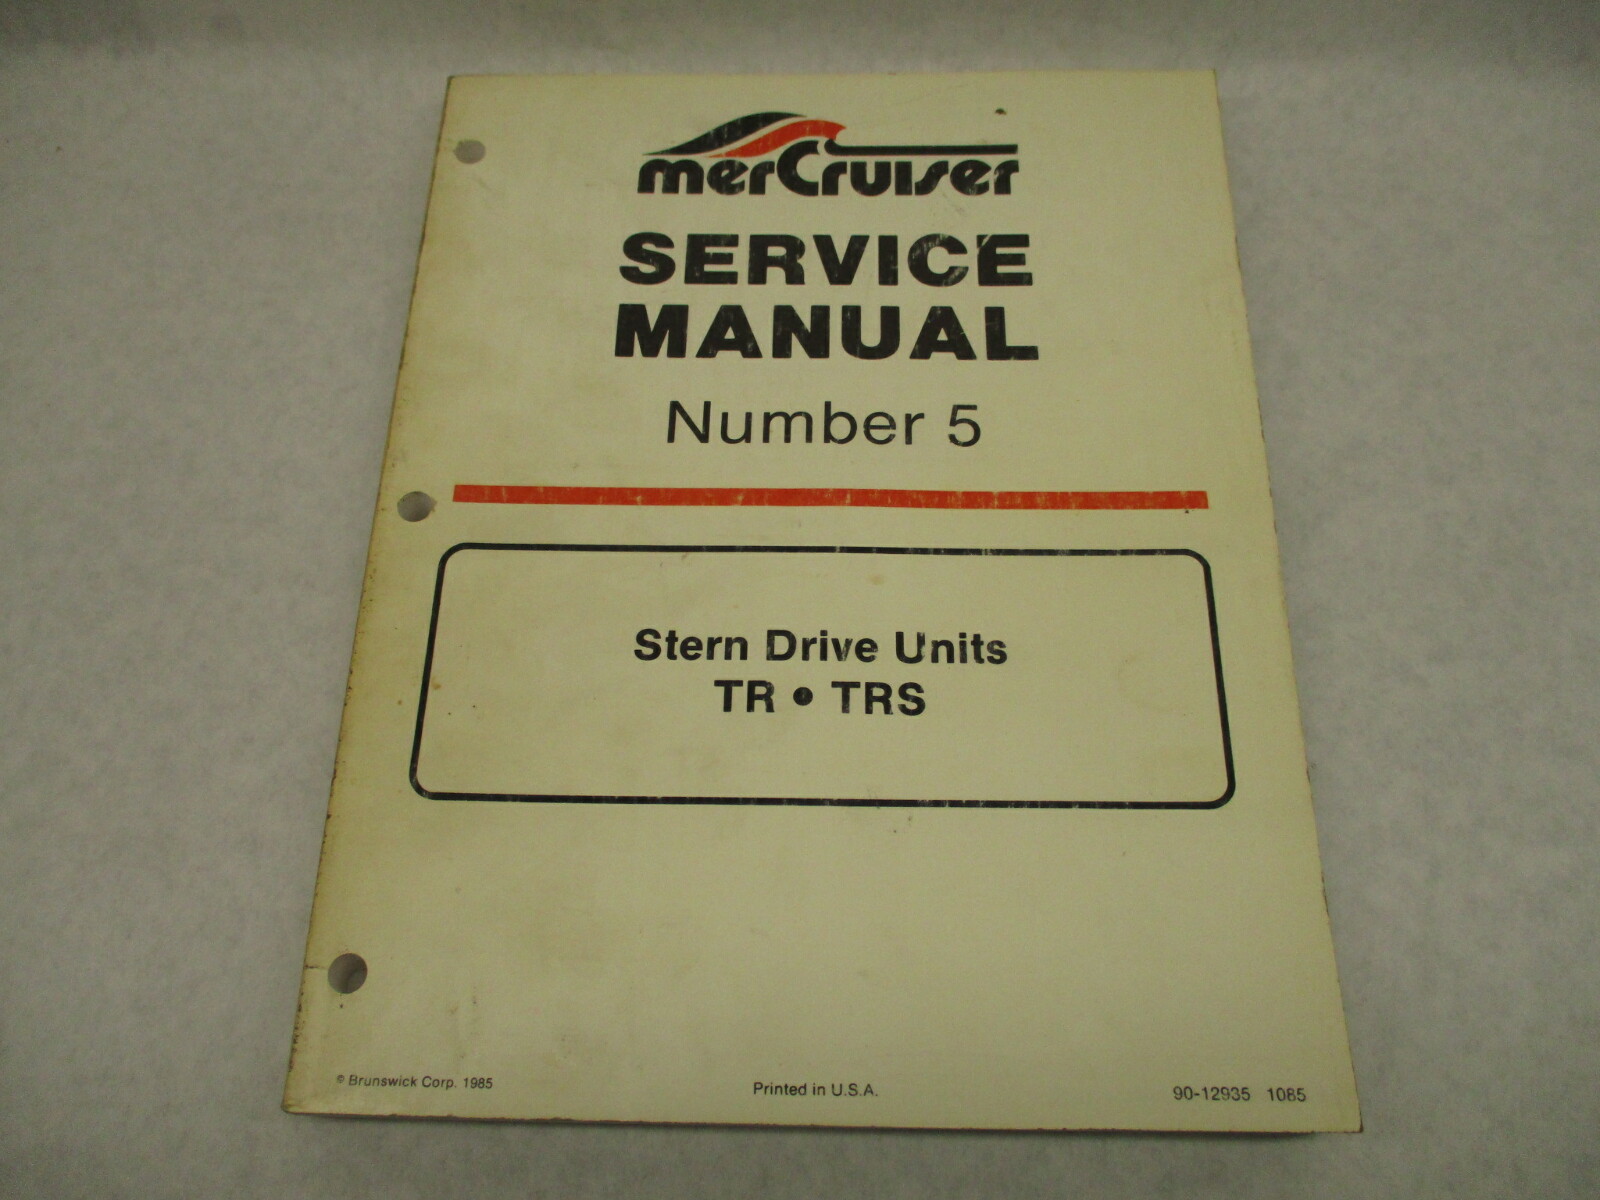 merCruiser
SERVICE
MANUAL
Number 5
Stern Drive Units
TR • TRS
© Brunswick Corp. 1985
Printed in U.S.A.
90-12935 1085